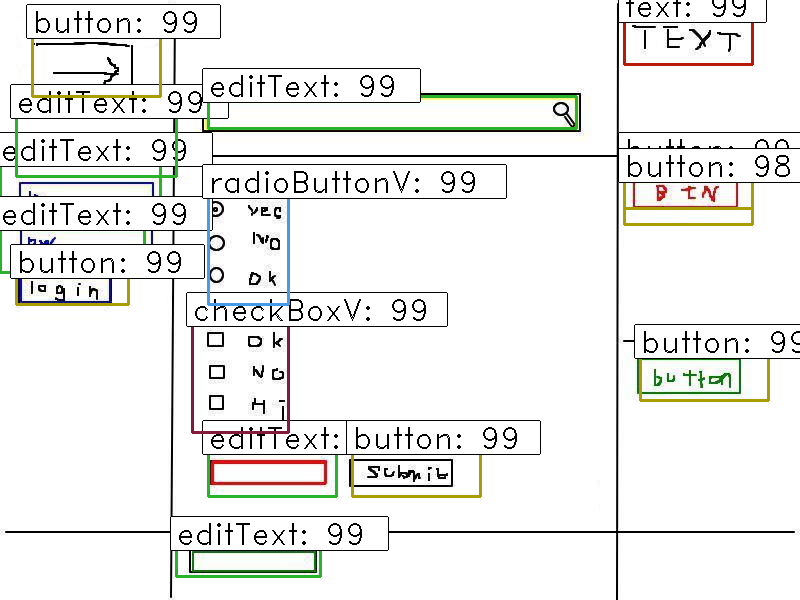 button: 99
text: 99
TEXT
editText: 99
editText: 99
editText: 99
button: 99
button: 98
BtN
radioButtonV: 99
yec
NO
Ok
editText: 99
button: 99
login
checkBoxV: 99
Ok
NO
Hi
button: 99
button
editText:
button: 99
Submit
editText: 99